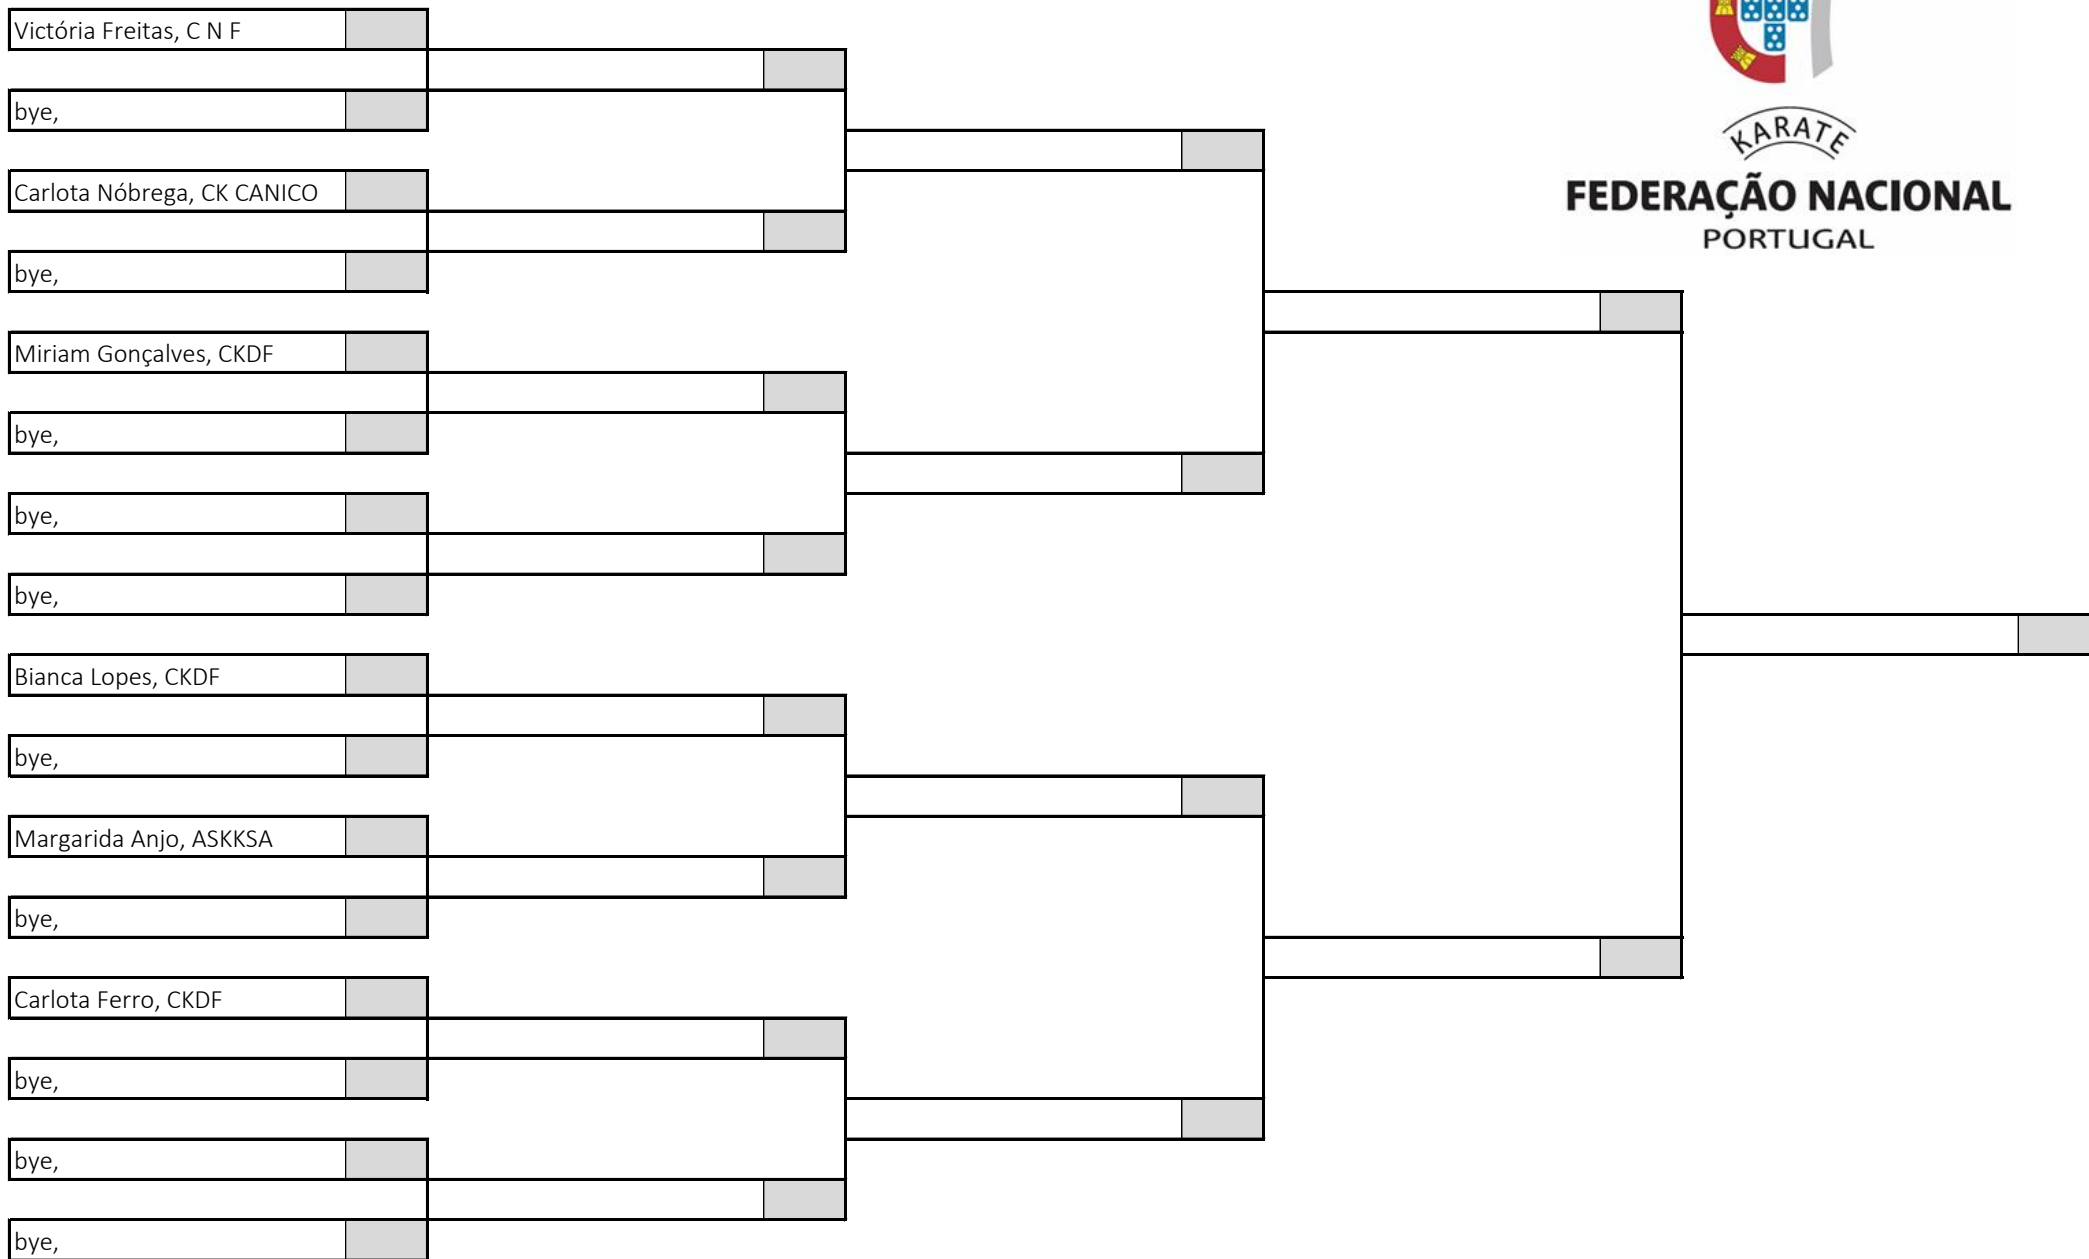 Victória Freitas, C N F
bye,
Carlota Nóbrega, CK CANICO
bye,
Miriam Gonçalves, CKDF
bye,
bye,
bye,
Bianca Lopes, CKDF
bye,
Margarida Anjo, ASKKSA
bye,
Carlota Ferro, CKDF
bye,
bye,
bye,
KARATE
FEDERAÇÃO NACIONAL
PORTUGAL